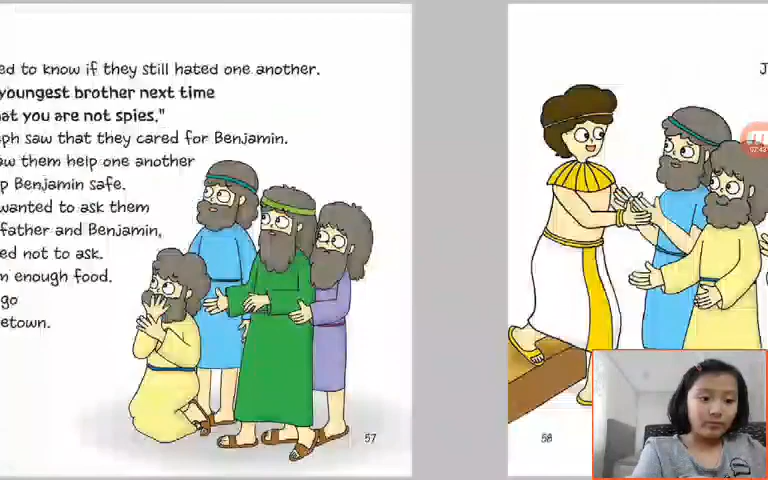 ed to know if they still hated one another.
youngest brother next time
at you are not spies."
ph saw that they cared for Benjamin.
aw them help one another
p Benjamin safe.
wanted to ask them
father and Benjamin,
ed not to ask.
m enough food.
go
etown.
57
J
58